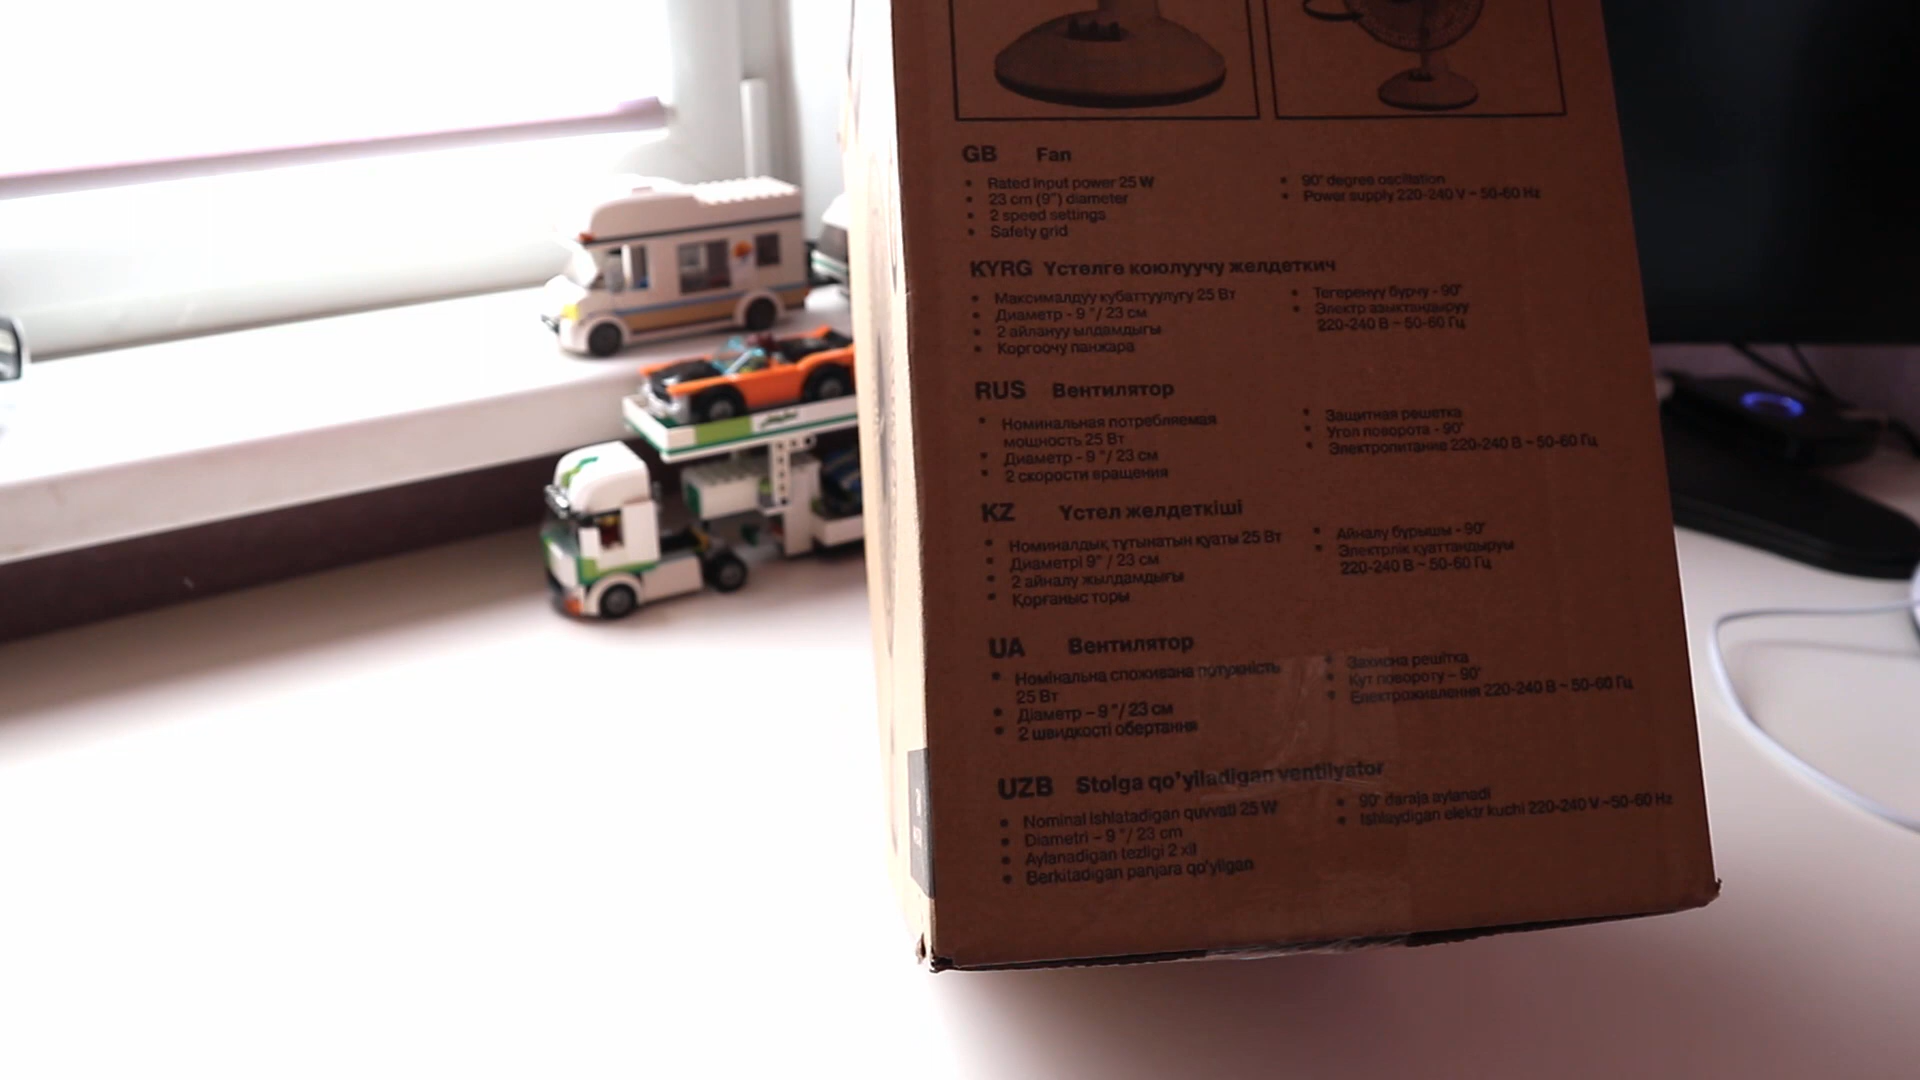 GB Fan
• Rated input power 25 W
• 23 cm (9") diameter
• 2 speed settings
• Safety grid
• 90° degree oscillation
• Power supply 220-240 V ~ 50-60 Hz
KYRG Үстөлгө коюлуучу желдеткич
• Максималдуу кубаттуулугу 25 Вт
• Диаметр - 9 "/ 23 см
• 2 айлануу ылдамдыгы
• Коргоочу панжара
• Тегеренүү бурчу - 90°
• Электр азыктандыруу
220-240 В ~ 50-60 Гц
RUS Вентилятор
• Номинальная потребляемая
мощность 25 Вт
• Диаметр - 9 "/ 23 см
• 2 скорости вращения
• Защитная решетка
• Угол поворота - 90°
• Электропитание 220-240 В ~ 50-60 Гц
KZ Үстел желдеткіші
• Номиналдық тұтынатын қуаты 25 Вт
• Диаметрі 9" / 23 см
• 2 айналу жылдамдығы
• Қорғаныс торы
• Айналу бұрышы - 90°
• Электрлік қуаттандыруы
220-240 В ~ 50-60 Гц
UA Вентилятор
• Номінальна споживана потужність
25 Вт
• Діаметр – 9 "/ 23 см
• 2 швидкості обертання
• Захисна решітка
• Кут повороту – 90°
• Електроживлення 220-240 В ~ 50-60 Гц
UZB Stolga qo'yiladigan ventilyator
• Nominal ishlatadigan quvvati 25 W
• Diametri – 9 "/ 23 cm
• Aylanadigan tezligi 2 xil
• Berkitadigan panjara qo'yilgan
• 90° daraja aylanadi
• Ishlaydigan elektr kuchi 220-240 V ~50-60 Hz